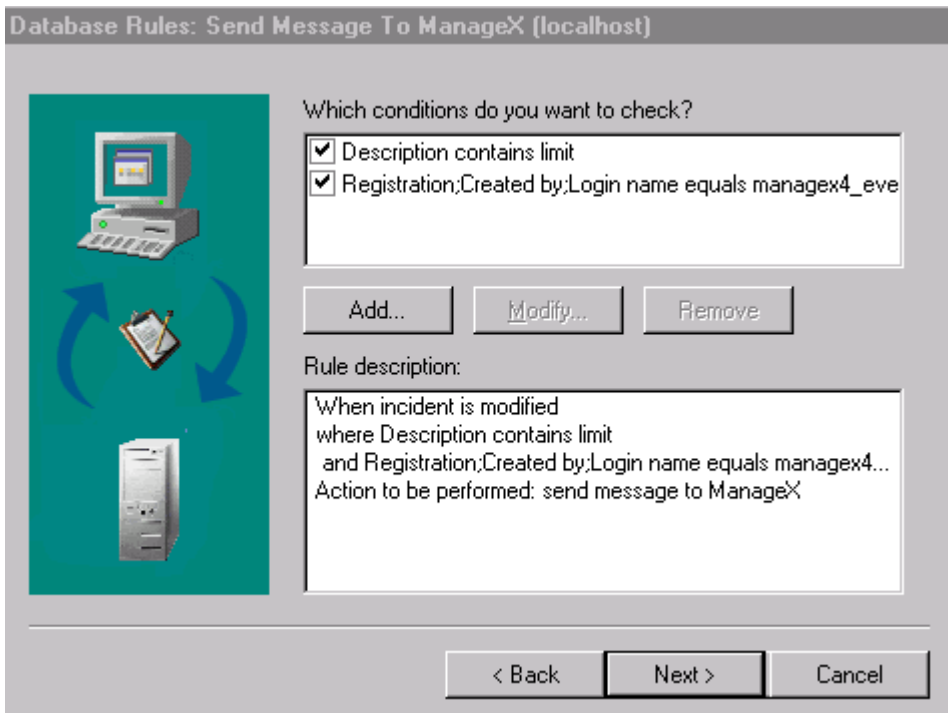 Database Rules: Send Message To ManageX (localhost)
Which conditions do you want to check?
Description contains limit
Registration;Created by;Login name equals managex4_eve
Add...
Modify...
Remove
Rule description:
When incident is modified
where Description contains limit
and Registration;Created by;Login name equals managex4...
Action to be performed: send message to ManageX
< Back
Next >
Cancel